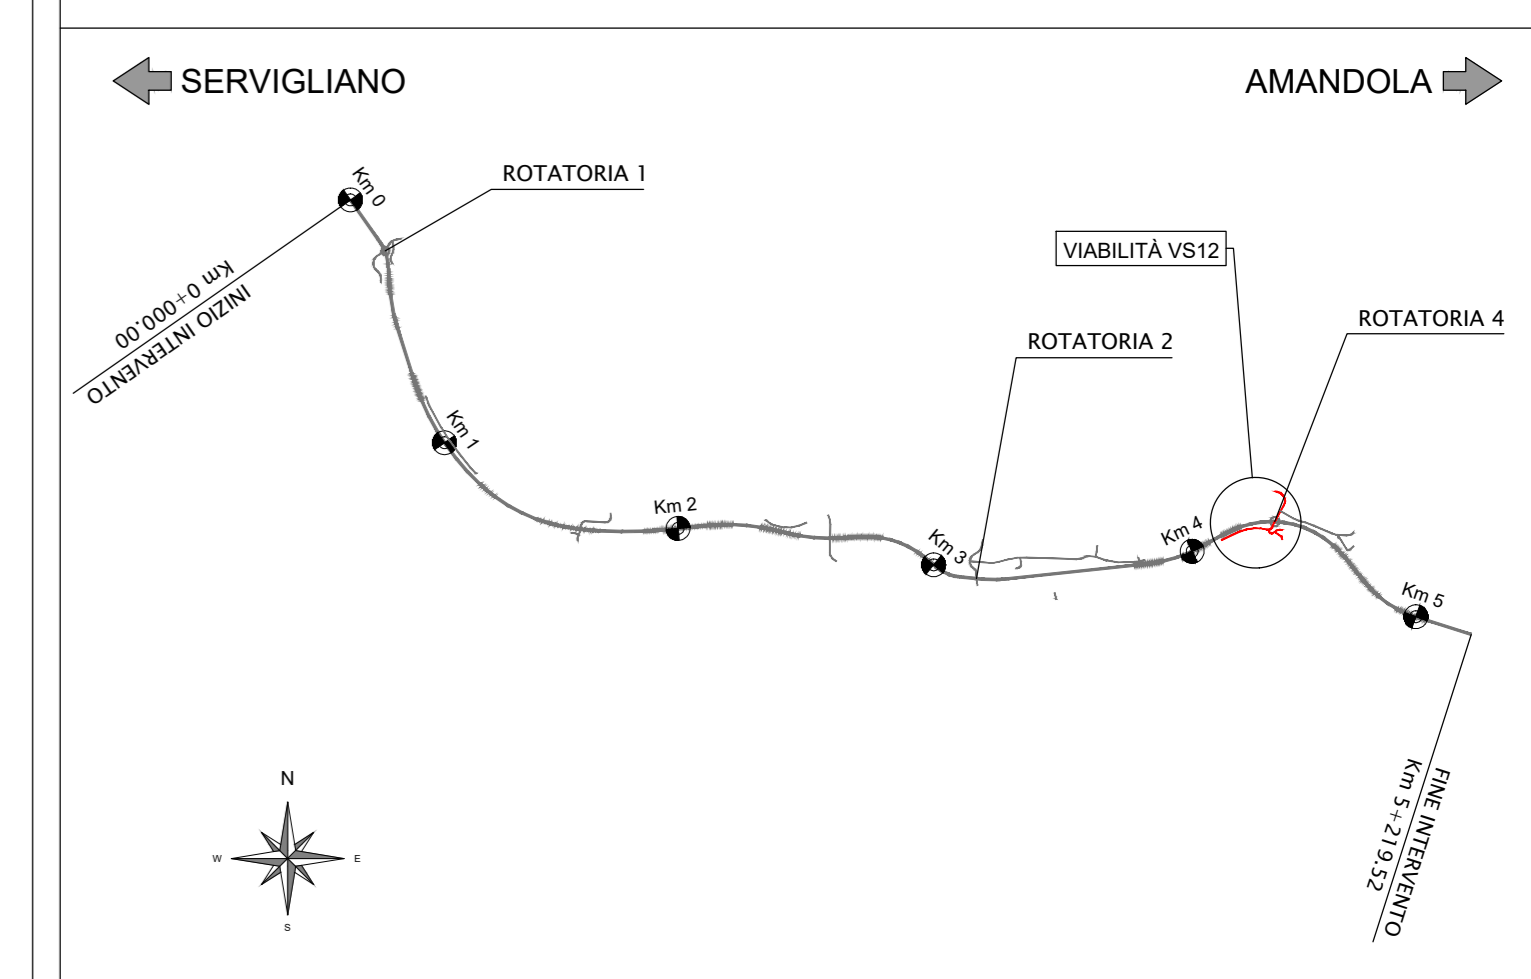 SERVIGLIANO
AMANDOLA
Km 0
ROTATORIA 1
VIABILITÀ VS12
Km 0+000.00
INIZIO INTERVENTO
ROTATORIA 4
ROTATORIA 2
Km 1
Km 2
Km 3
Km 4
Km 5
FINE INTERVENTO
Km 5+219.52
N
W
E
S